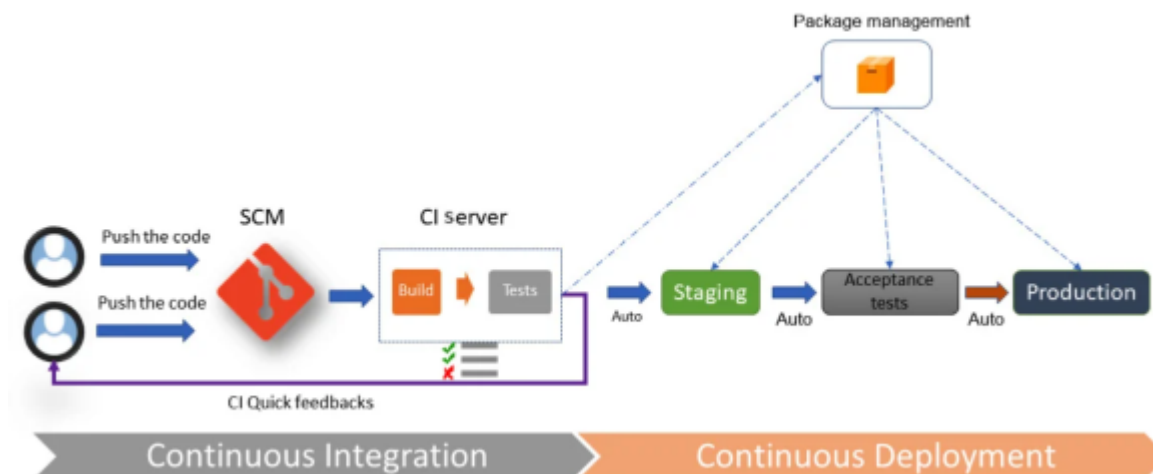 Package management
SCM
CI server
Push the code
Push the code
Build
Tests
Auto
Staging
Auto
Acceptance
tests
Auto
Production
CI Quick feedbacks
Continuous Integration
Continuous Deployment